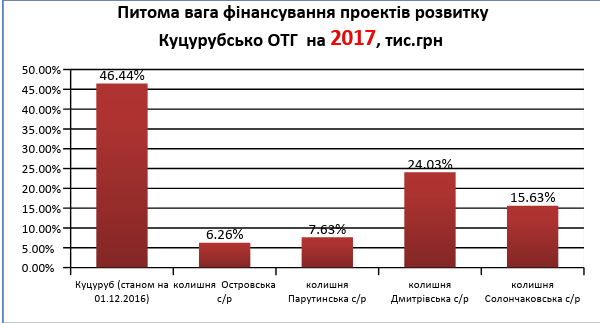 Питома вага фінансування проектів розвитку
Куцурубсько ОТГ на 2017, тис.грн
50.00%
45.00%
40.00%
35.00%
30.00%
25.00%
20.00%
15.00%
10.00%
5.00%
0.00%
46.44%
6.26%
7.63%
24.03%
15.63%
Куцуруб (станом на
01.12.2016)
колишня Островська
с/р
колишня
Парутинська с/р
колишня
Дмитрівська с/р
колишня
Солончаковська с/р